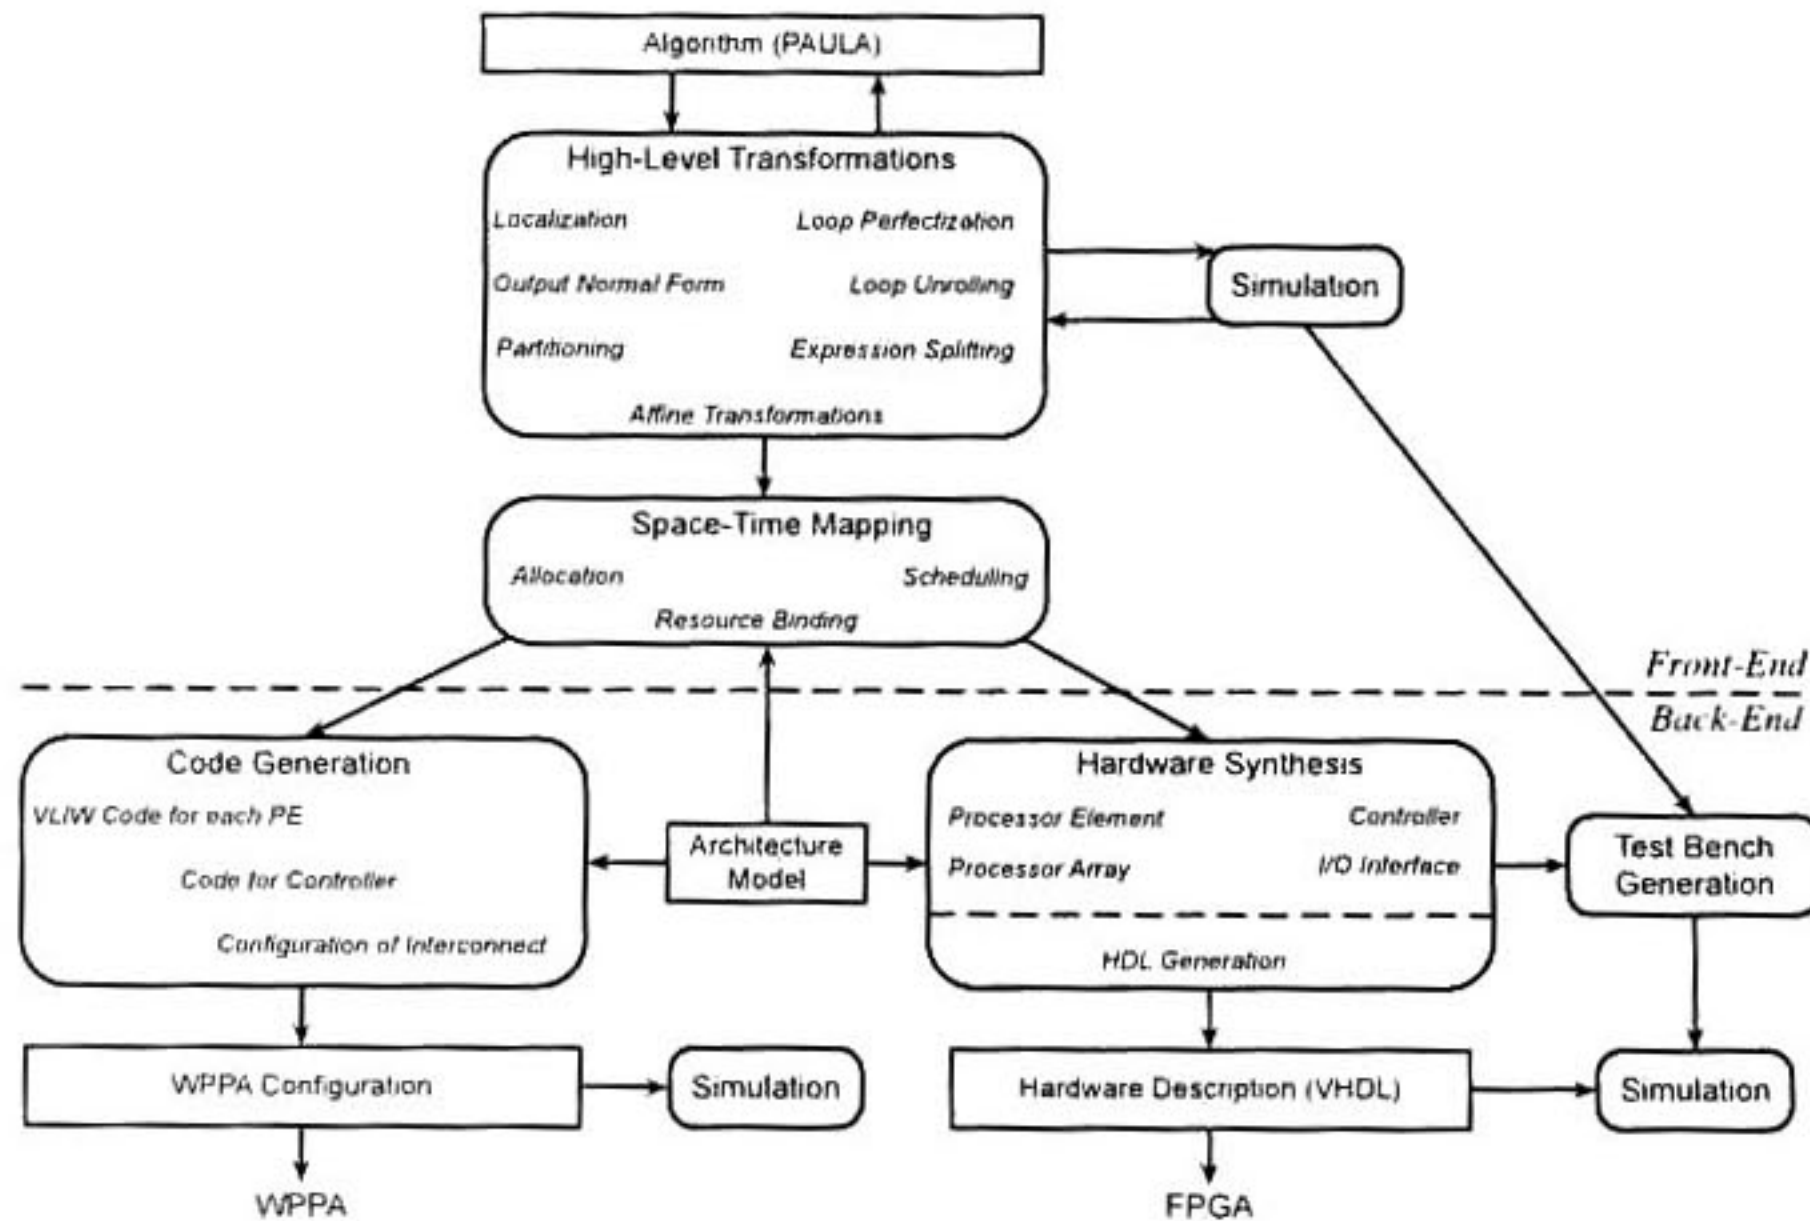 Algorithm (PAULA)
High-Level Transformations
Localization
Loop Perfectization
Output Normal Form
Loop Unrolling
Partitioning
Expression Splitting
Affine Transformations
Simulation
Space-Time Mapping
Allocation
Scheduling
Resource Binding
Front-End
Back-End
Code Generation
VLIW Code for each PE
Code for Controller
Configuration of Interconnect
Architecture
Model
Hardware Synthesis
Processor Element
Controller
Processor Array
I/O Interface
HDL Generation
Test Bench
Generation
WPPA Configuration
Simulation
Hardware Description (VHDL)
Simulation
WPPA
FPGA